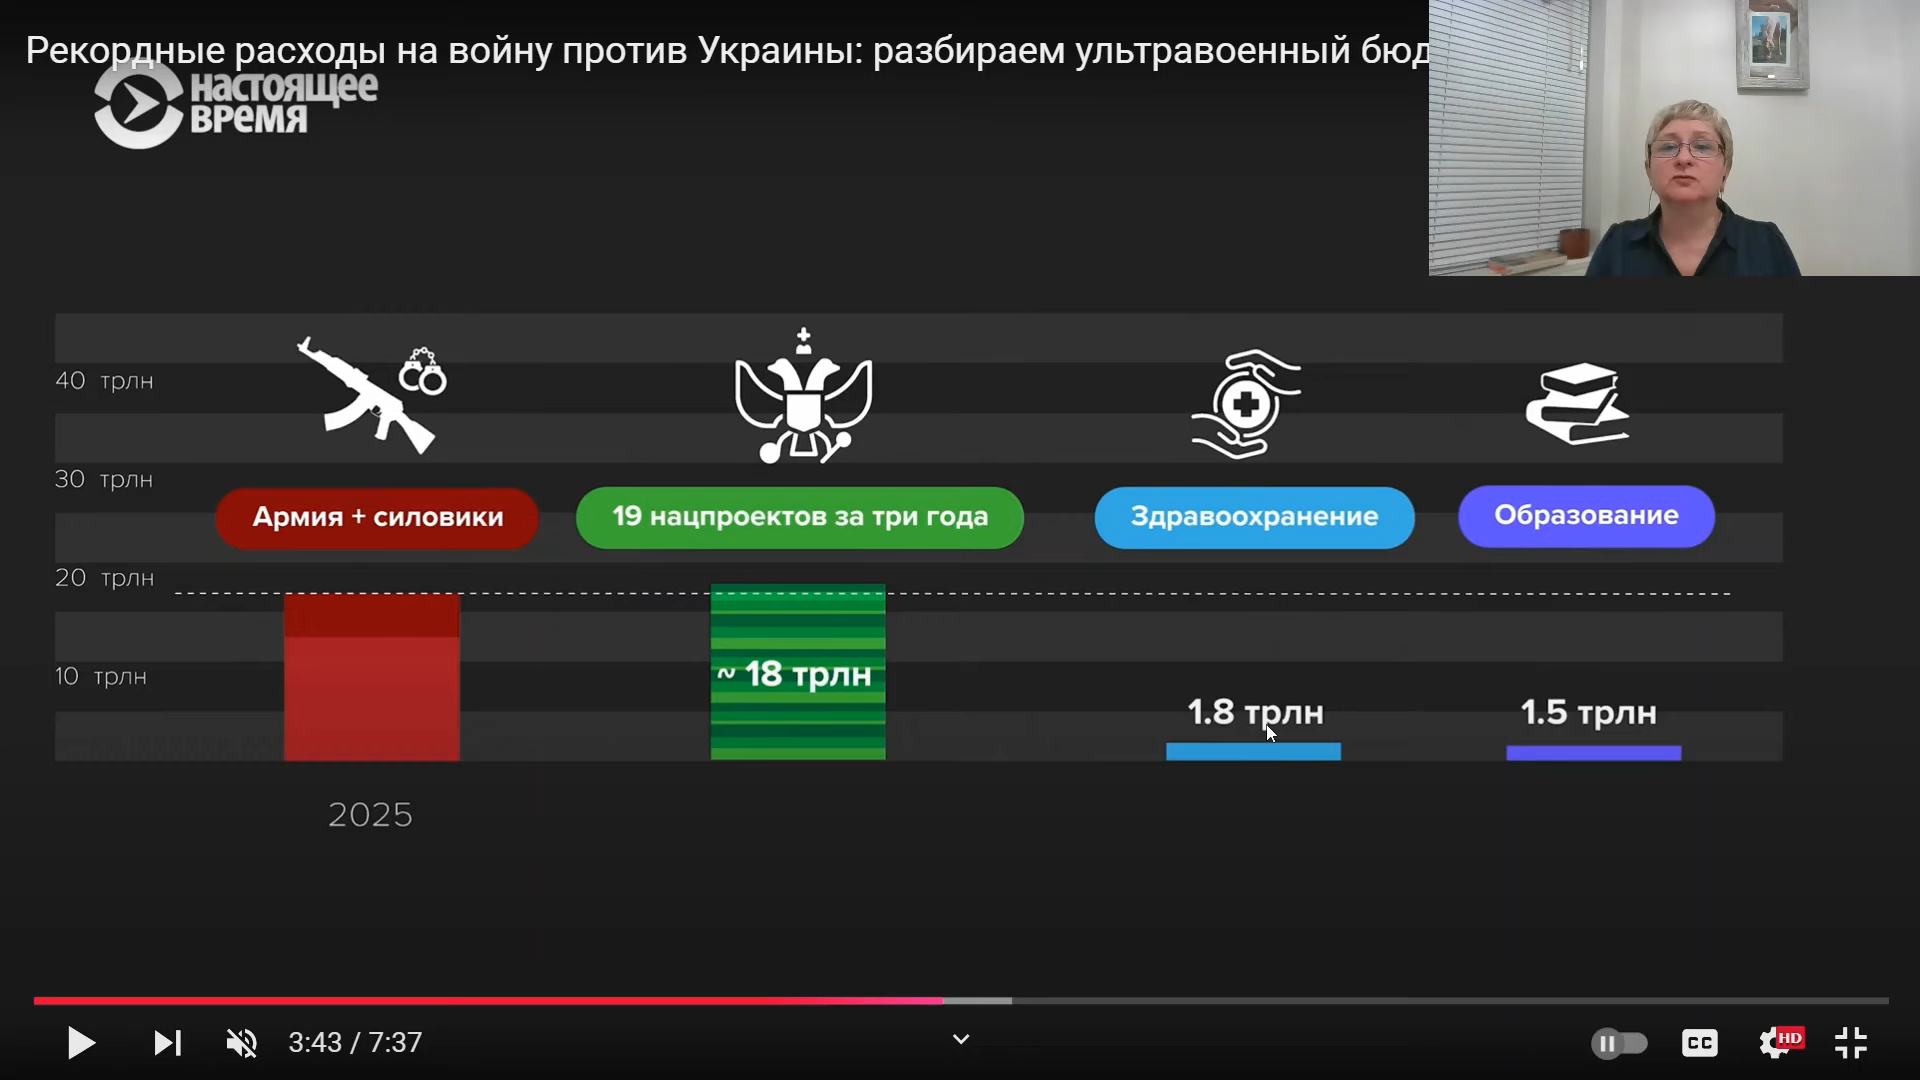 Рекордные расходы на войну против Украины: разбираем ультравоенный бюд
НАСТОЯЩЕЕ
ВРЕМЯ
40 трлн
30 трлн
Армия + силовики
19 нацпроектов за три года
Здравоохранение
Образование
20 трлн
~ 18 трлн
10 трлн
1.8 трлн
1.5 трлн
2025
3:43 / 7:37
CC
HD